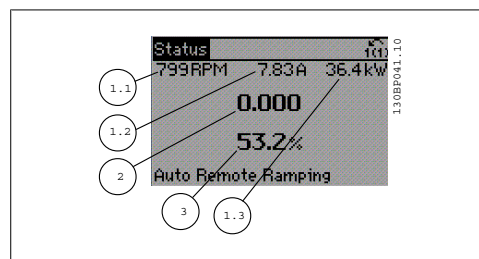 Status
1(1)
799RPM 7.83A 36.4kW
0.000
53.2%
Auto Remote Ramping
1.1
1.2
2
3
1.3
130BP041.10